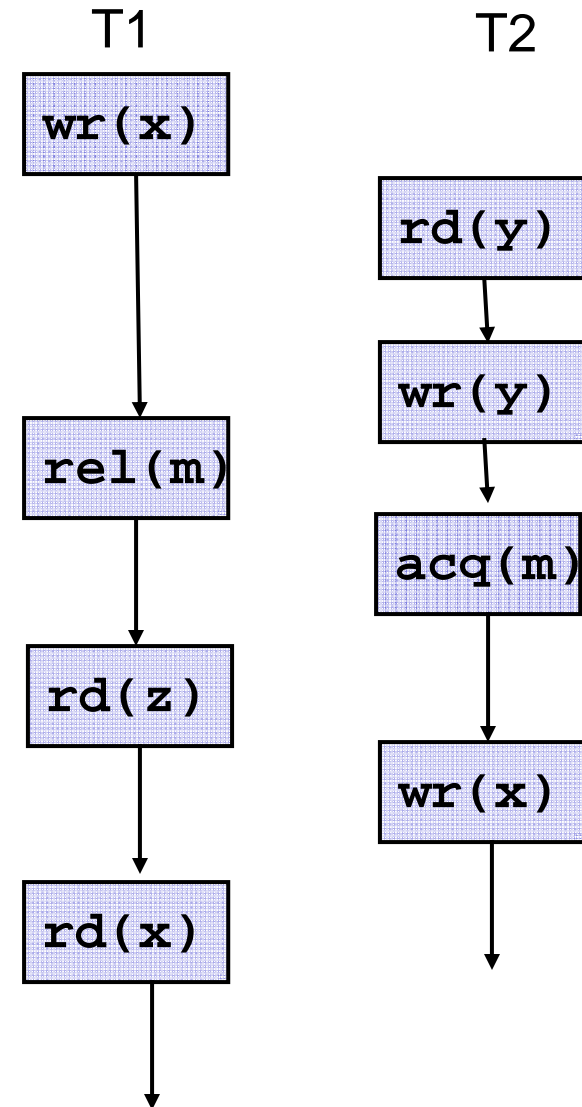 T1
wr(x)
rel(m)
rd(z)
rd(x)
T2
rd(y)
wr(y)
acq(m)
wr(x)